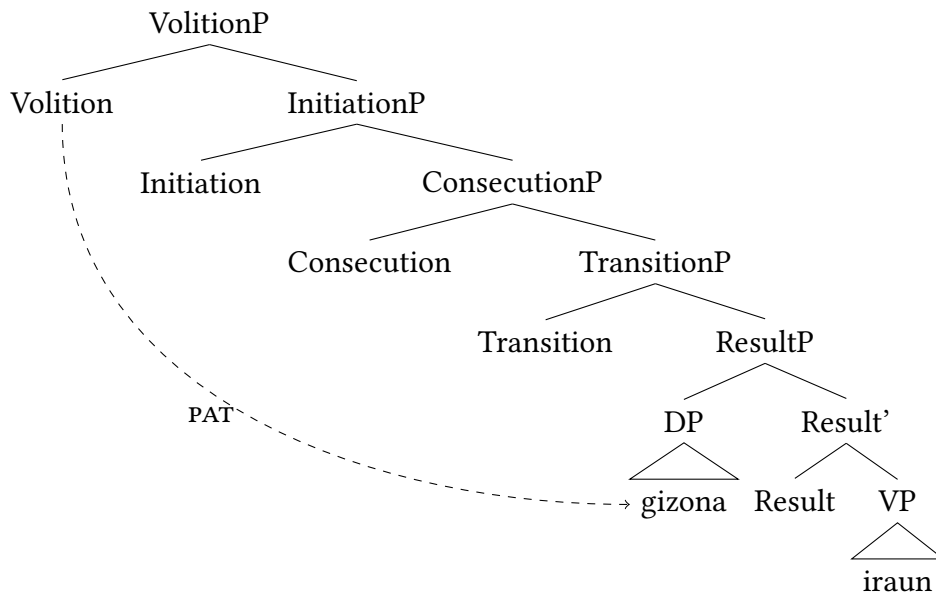 VolitionP
Volition InitiationP
Initiation ConsecutionP
Consecution TransitionP
Transition ResultP
PAT DP Result’
gizona Result VP
iraun